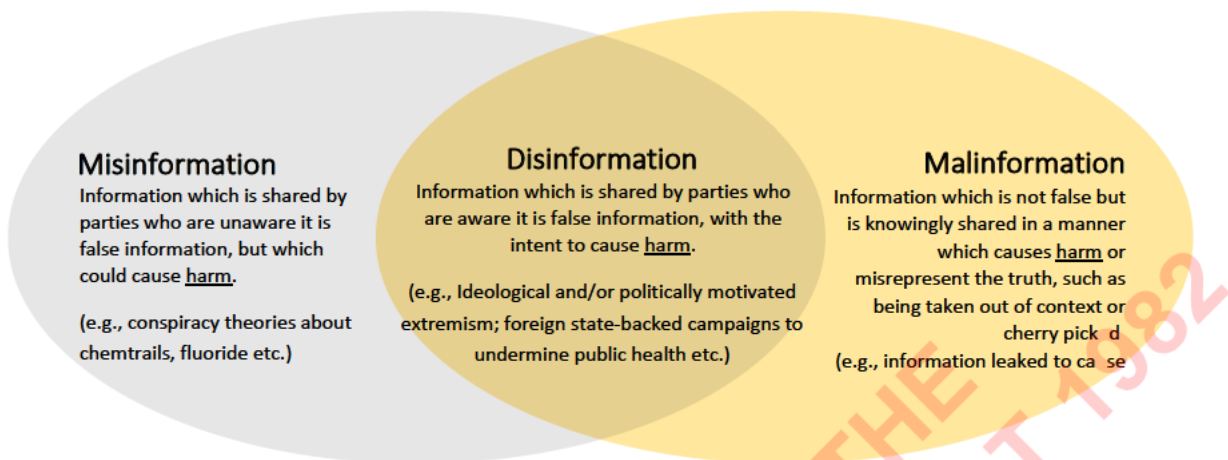 Misinformation
Information which is shared by
parties who are unaware it is
false information, but which
could cause harm.
(e.g., conspiracy theories about
chemtrails, fluoride etc.)
Disinformation
Information which is shared by parties who
are aware it is false information, with the
intent to cause harm.
(e.g., Ideological and/or politically motivated
extremism; foreign state-backed campaigns to
undermine public health etc.)
Malinformation
Information which is not false but
is knowingly shared in a manner
which causes harm or
misrepresent the truth, such as
being taken out of context or
cherry pick d
(e.g., information leaked to ca se
THE
T 1982